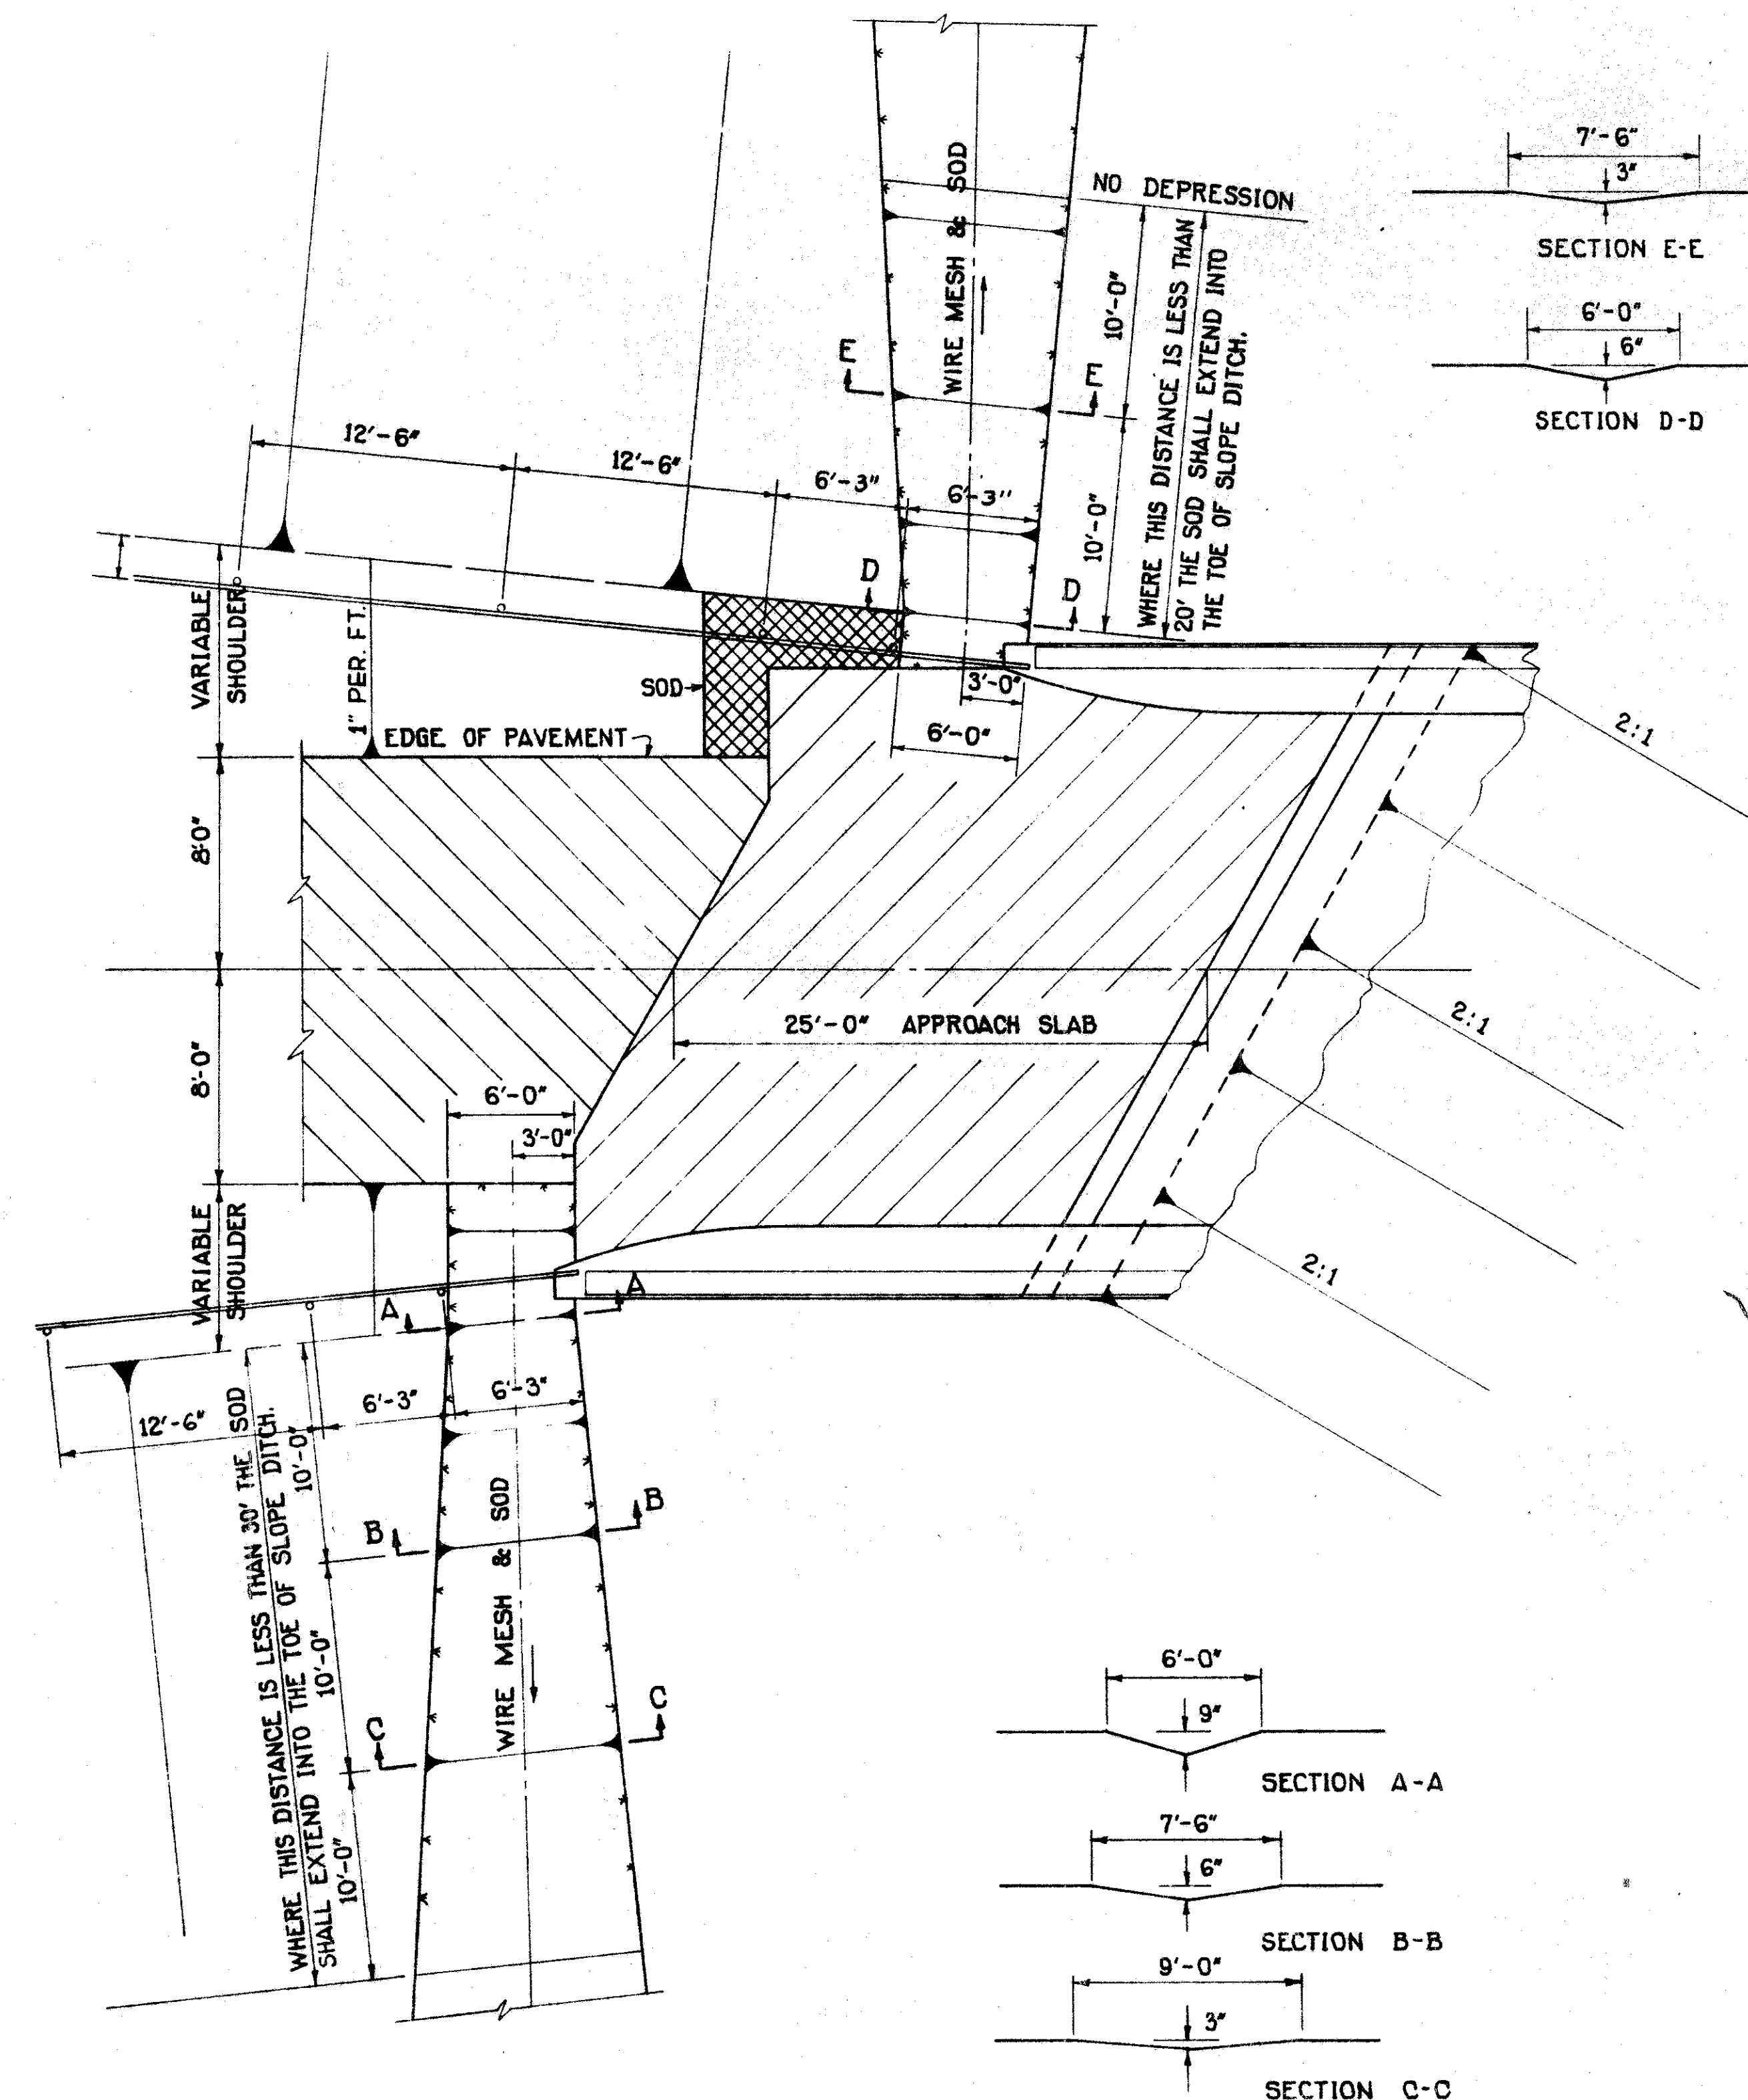 7'-6"
3"
SECTION E-E
6'-0"
6"
SECTION D-D
NO DEPRESSION
WIRE MESH & SOD
10'-0"
10'-0"
WHERE THIS DISTANCE IS LESS THAN
20' THE SOD SHALL EXTEND INTO
THE TOE OF SLOPE DITCH.
E
E
12'-6"
12'-6"
6'-3"
6'-3"
D
D
VARIABLE
SHOULDER
1" PER. FT.
SOD
3'-0"
6'-0"
EDGE OF PAVEMENT
2:1
8'-0"
25'-0" APPROACH SLAB
2:1
8'-0"
6'-0"
3'-0"
VARIABLE
SHOULDER
2:1
A
A
12'-6"
6'-3"
6'-3"
WHERE THIS DISTANCE IS LESS THAN 30' THE SOD
SHALL EXTEND INTO THE TOE OF SLOPE DITCH.
10'-0"
10'-0"
10'-0"
B
B
WIRE MESH & SOD
C
C
6'-0"
9"
SECTION A-A
7'-6"
6"
SECTION B-B
9'-0"
3"
SECTION C-C